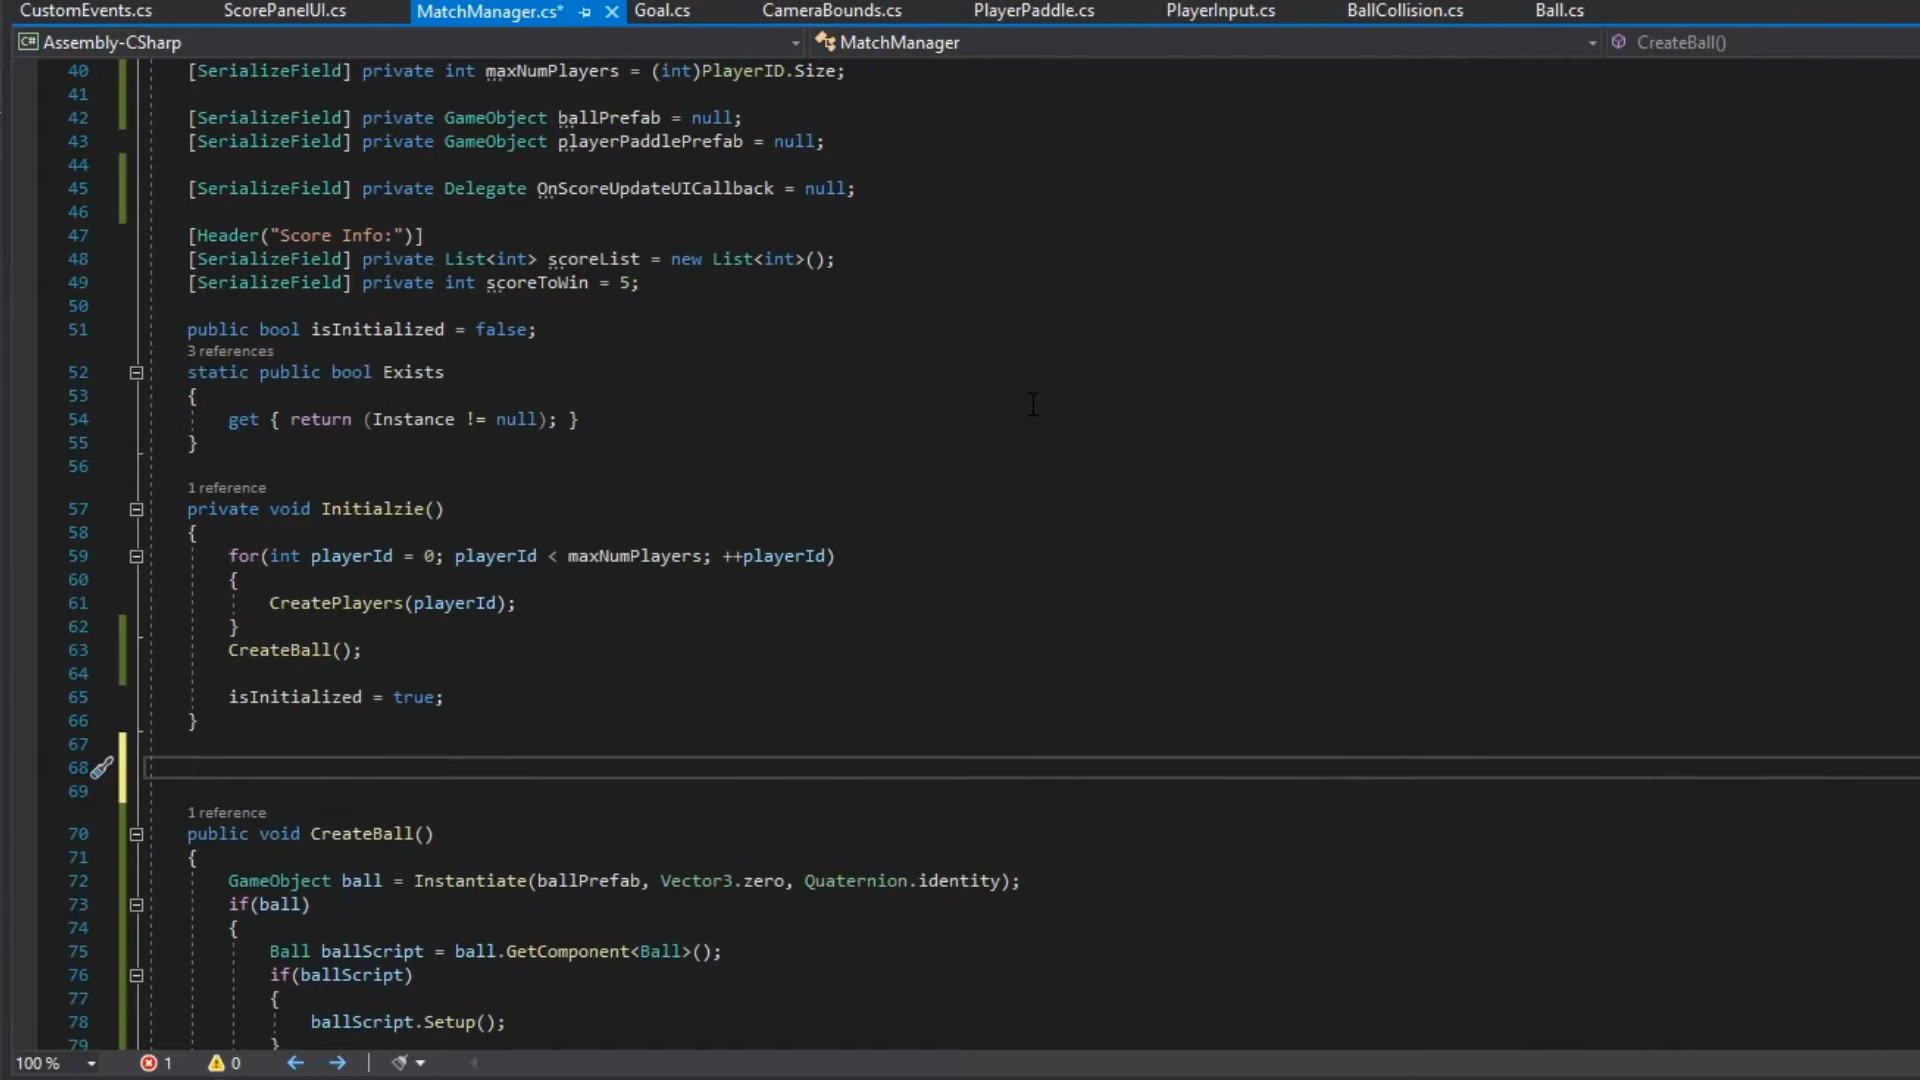 CustomEvents.cs ScorePanelUI.cs MatchManager.cs* Goal.cs CameraBounds.cs PlayerPaddle.cs PlayerInput.cs BallCollision.cs Ball.cs
C# Assembly-CSharp MatchManager CreateBall()
40 [SerializeField] private int maxNumPlayers = (int)PlayerID.Size;
41
42 [SerializeField] private GameObject ballPrefab = null;
43 [SerializeField] private GameObject playerPaddlePrefab = null;
44
45 [SerializeField] private Delegate OnScoreUpdateUICallback = null;
46
47 [Header("Score Info:")]
48 [SerializeField] private List<int> scoreList = new List<int>();
49 [SerializeField] private int scoreToWin = 5;
50
51 public bool isInitialized = false;
3 references
52 static public bool Exists
53 {
54 get { return (Instance != null); }
55 }
56
1 reference
57 private void Initialzie()
58 {
59 for(int playerId = 0; playerId < maxNumPlayers; ++playerId)
60 {
61 CreatePlayers(playerId);
62 }
63 CreateBall();
64
65 isInitialized = true;
66 }
67
68
69
1 reference
70 public void CreateBall()
71 {
72 GameObject ball = Instantiate(ballPrefab, Vector3.zero, Quaternion.identity);
73 if(ball)
74 {
75 Ball ballScript = ball.GetComponent<Ball>();
76 if(ballScript)
77 {
78 ballScript.Setup();
79 }
100 % 1 0